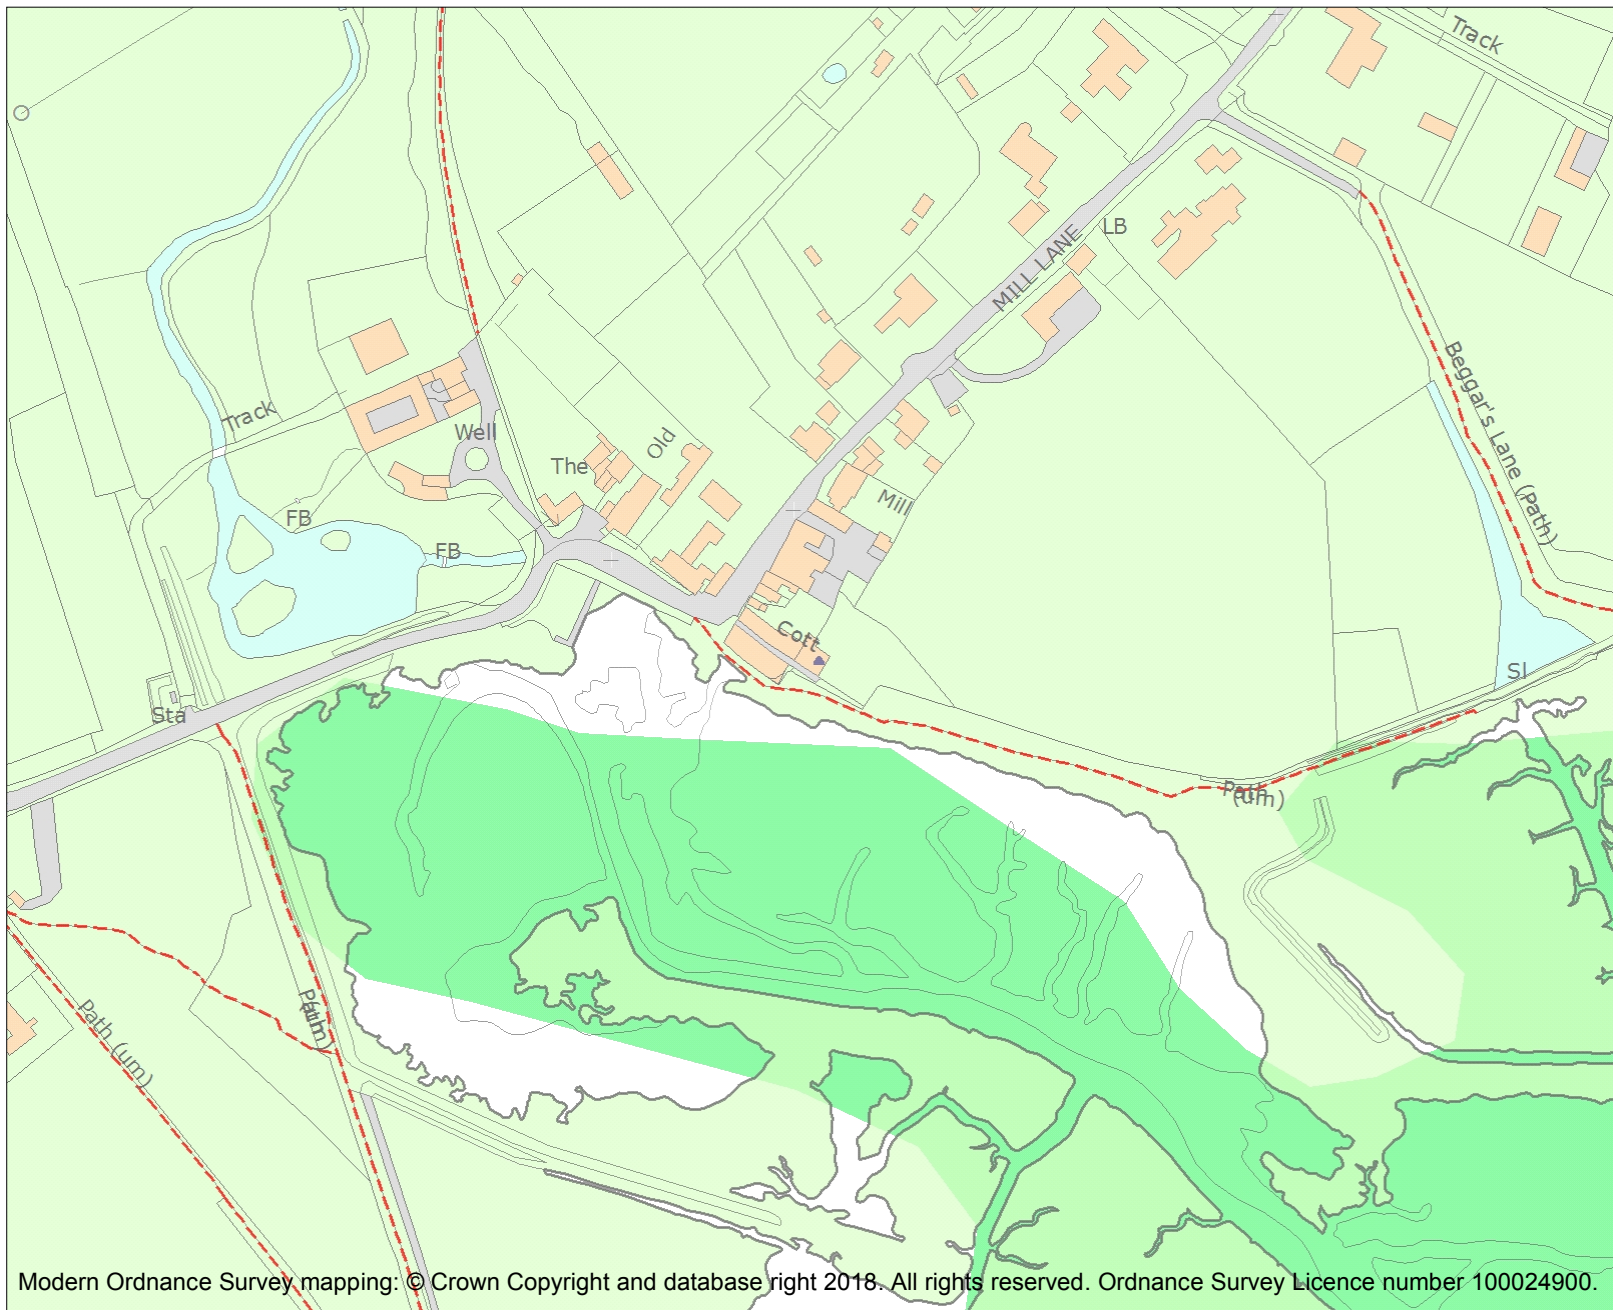 Track
LB
MILL LANE
Beggar's Lane (Path)
Track
Well
The
Old
Mill
FB
FB
Cott
Sl
Sta
Path
(um)
Path
(um)
Path (um)
Modern Ordnance Survey mapping: © Crown Copyright and database right 2018. All rights reserved. Ordnance Survey Licence number 100024900.